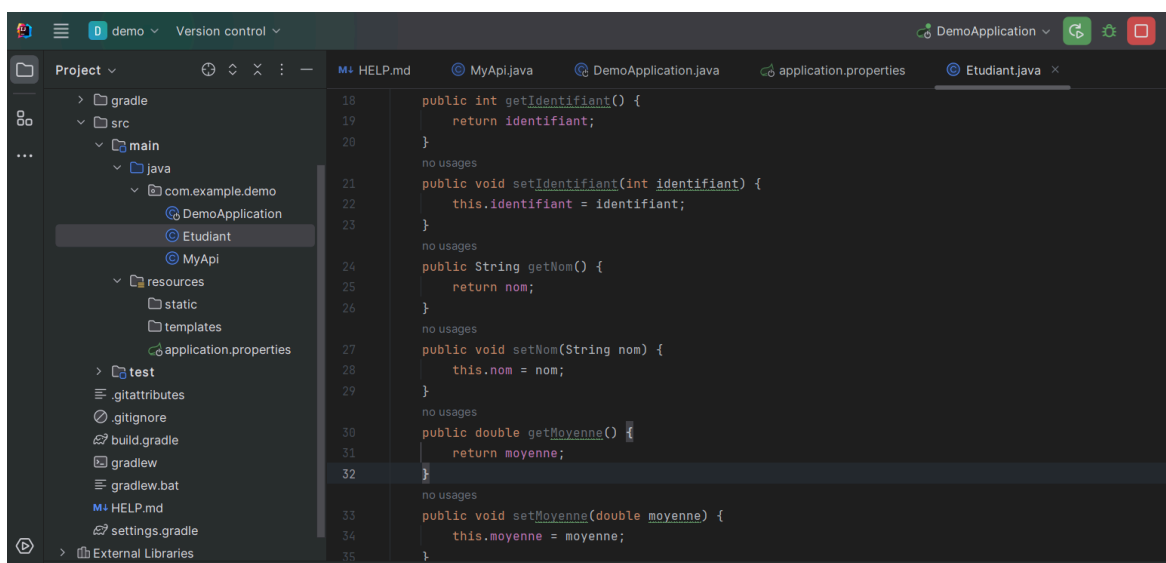 D demo Version control DemoApplication
Project
HELP.md MyApi.java DemoApplication.java application.properties Etudiant.java
gradle
src
main
java
com.example.demo
DemoApplication
Etudiant
MyApi
resources
static
templates
application.properties
test
.gitattributes
.gitignore
build.gradle
gradlew
gradlew.bat
HELP.md
settings.gradle
External Libraries
18 public int getIdentifiant() {
19 return identifiant;
20 }
no usages
21 public void setIdentifiant(int identifiant) {
22 this.identifiant = identifiant;
23 }
no usages
24 public String getNom() {
25 return nom;
26 }
no usages
27 public void setNom(String nom) {
28 this.nom = nom;
29 }
no usages
30 public double getMoyenne() {
31 return moyenne;
32 }
no usages
33 public void setMoyenne(double moyenne) {
34 this.moyenne = moyenne;
35 }